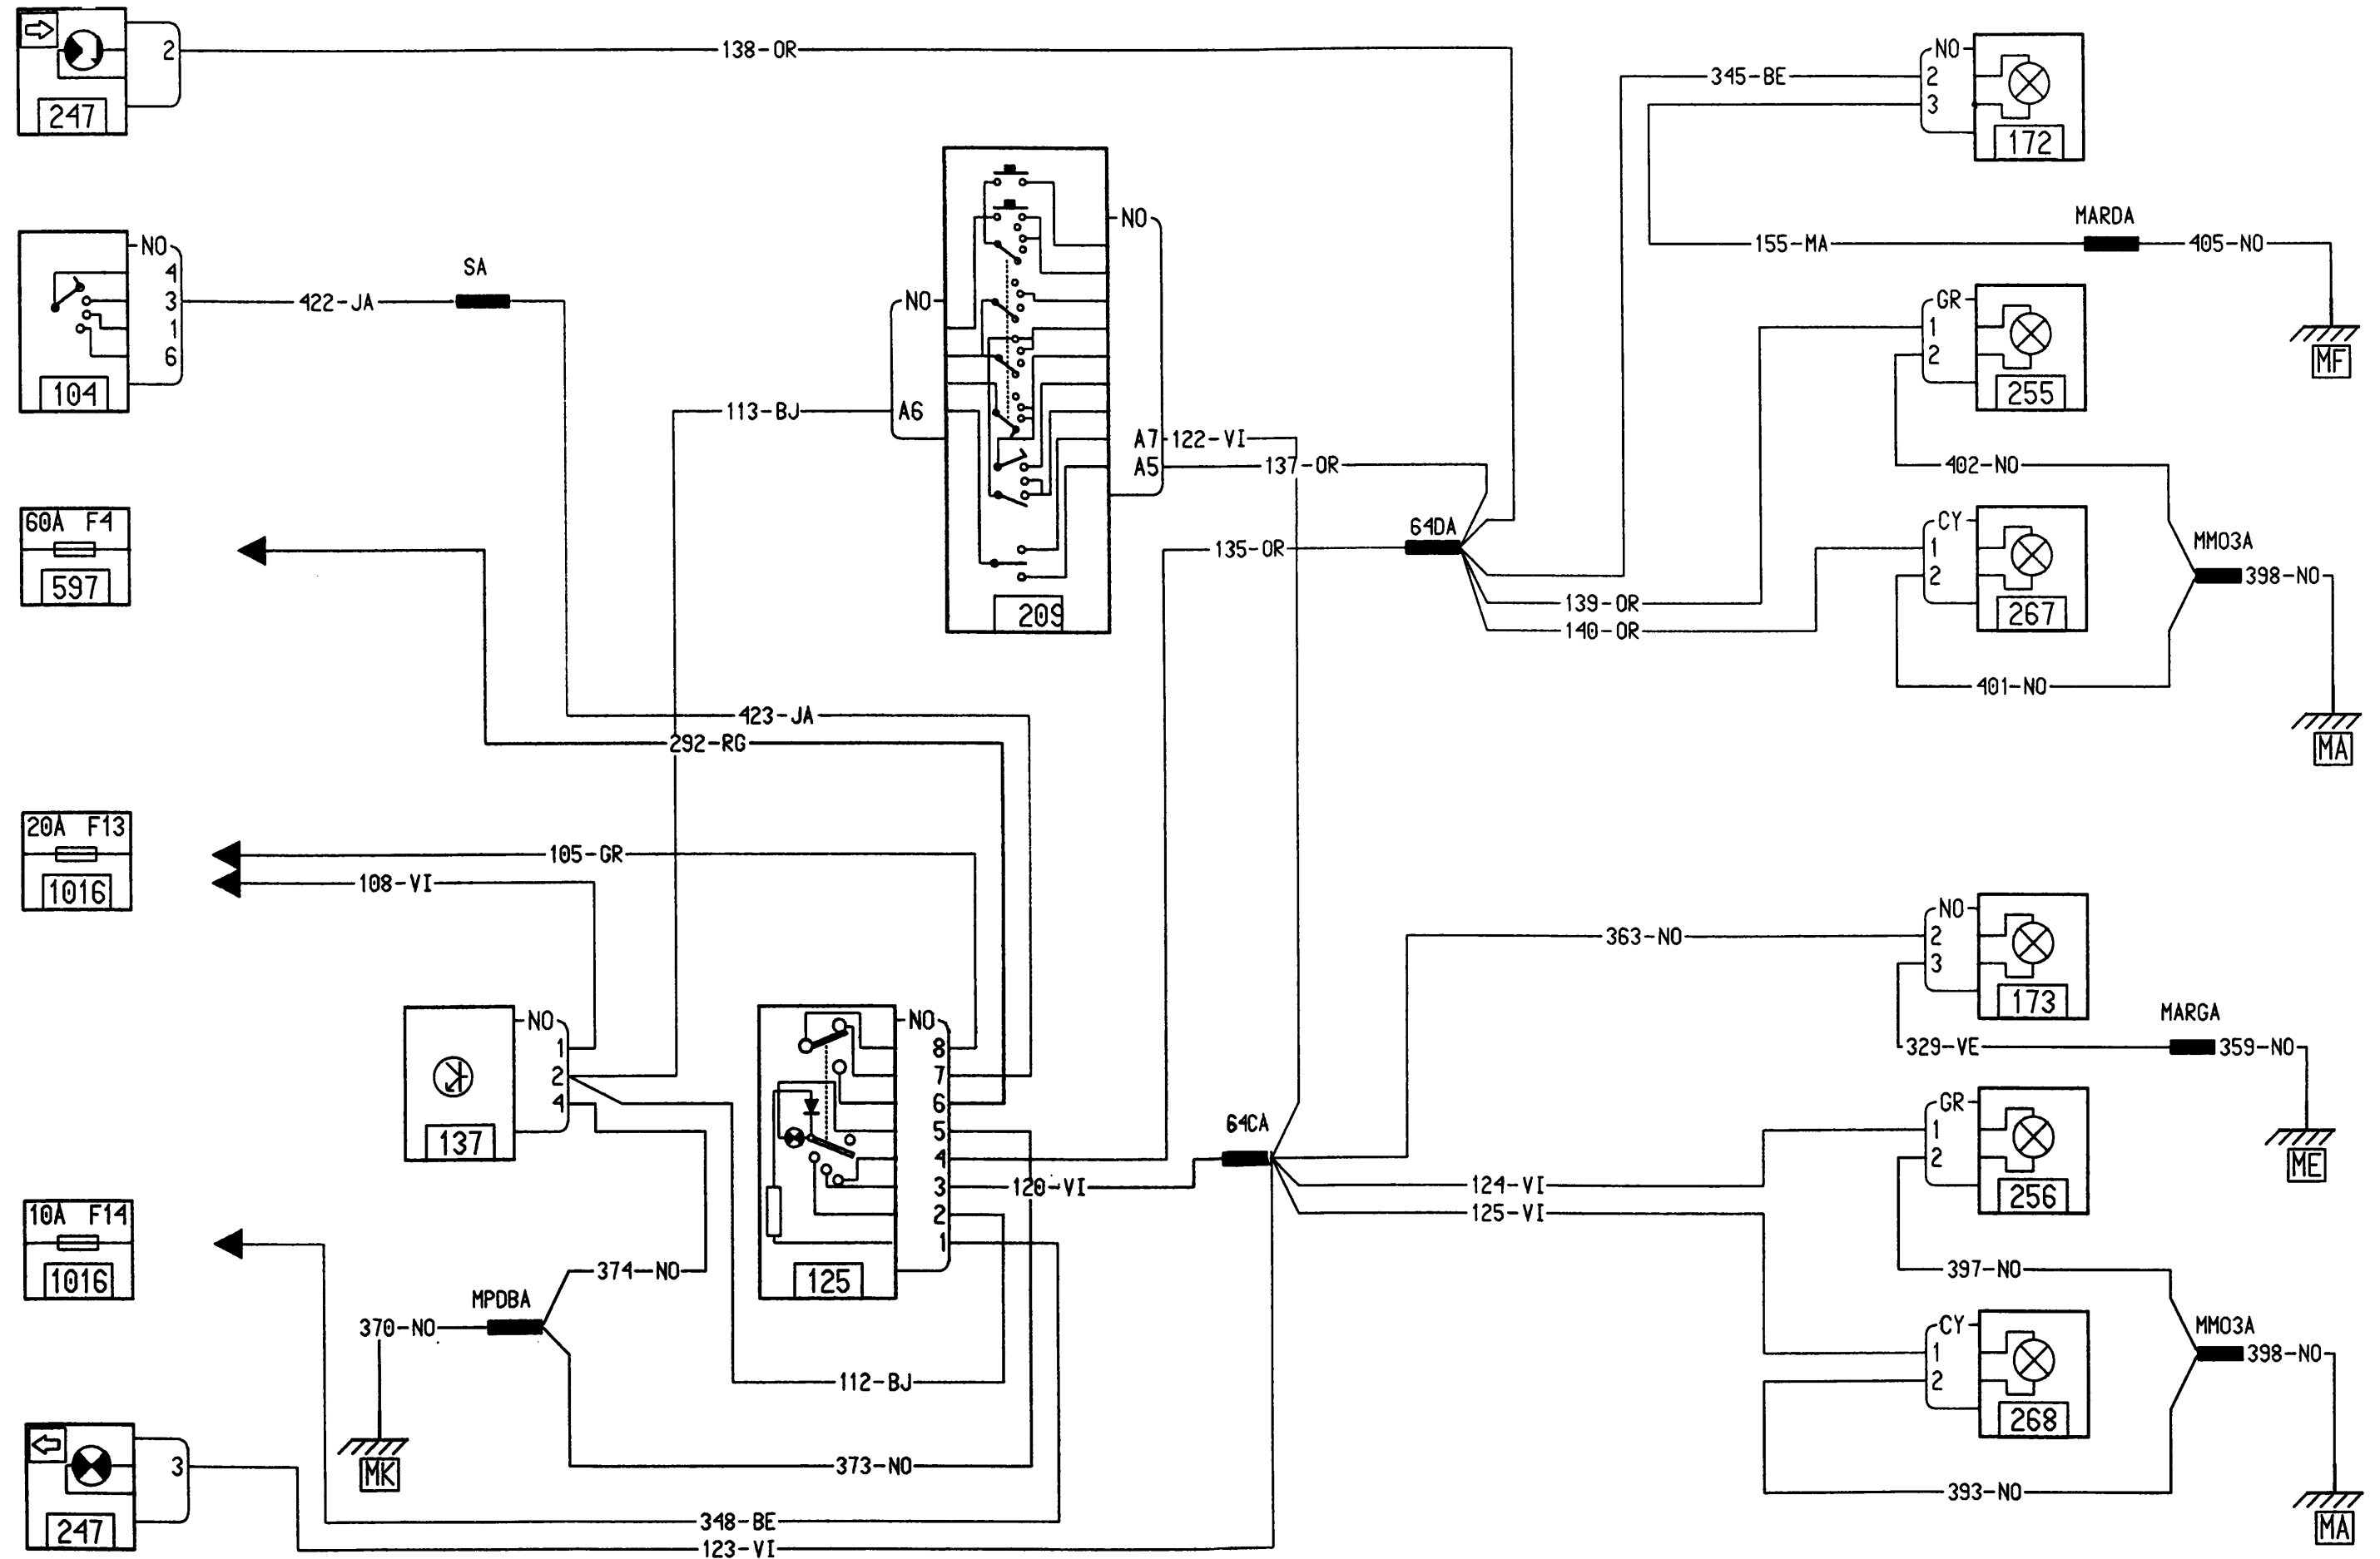 2
138-OR
247
NO
345-BE
2
3
172
NO
MARDA
155-MA
405-NO
MF
NO
4
3
1
6
104
422-JA
SA
NO
A6
113-BJ
A7
122-VI
A5
137-OR
209
GR
1
2
255
402-NO
60A F4
597
64DA
135-OR
CY
1
2
267
MM03A
398-NO
139-OR
140-OR
401-NO
MA
423-JA
292-RG
20A F13
1016
105-GR
108-VI
363-NO
NO
2
3
173
MARGA
329-VE
359-NO
ME
NO
1
2
4
137
NO
8
7
6
5
4
3
2
1
125
64CA
120-VI
124-VI
125-VI
GR
1
2
256
397-NO
10A F14
1016
374-NO
MPDBA
370-NO
MK
112-BJ
373-NO
CY
1
2
268
MM03A
398-NO
393-NO
MA
3
247
348-BE
123-VI